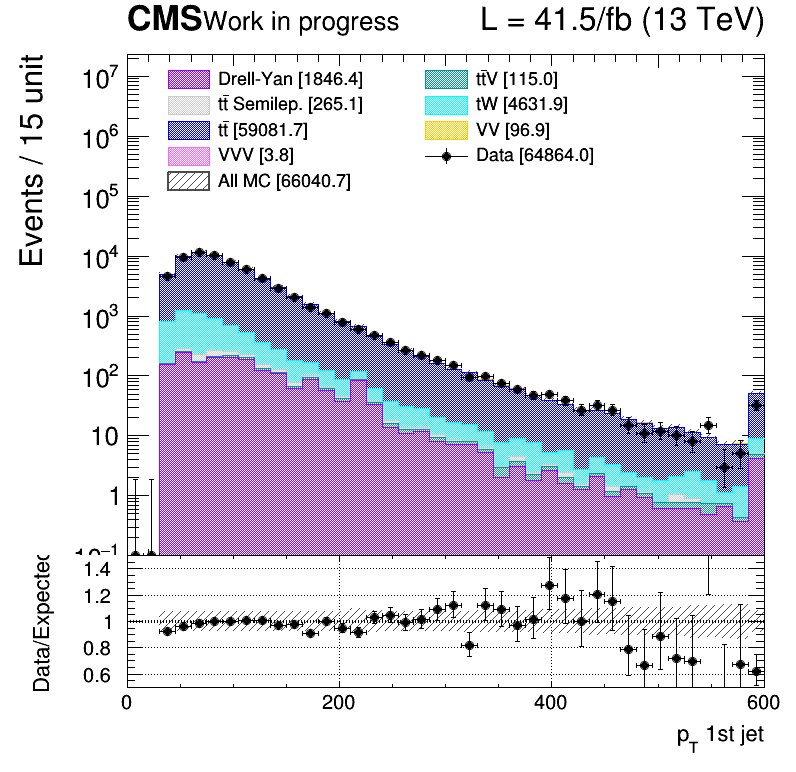 CMS Work in progress L = 41.5/fb (13 TeV)
Events / 15 unit
10⁷
10⁶
10⁵
10⁴
10³
10²
10
1
10⁻¹
Drell-Yan [1846.4]
tt̄ Semilep. [265.1]
tt̄ [59081.7]
VVV [3.8]
All MC [66040.7]
tt̄V [115.0]
tW [4631.9]
VV [96.9]
Data [64864.0]
Data/Expected
1.4
1.2
1
0.8
0.6
0 200 400 600
p_T 1st jet